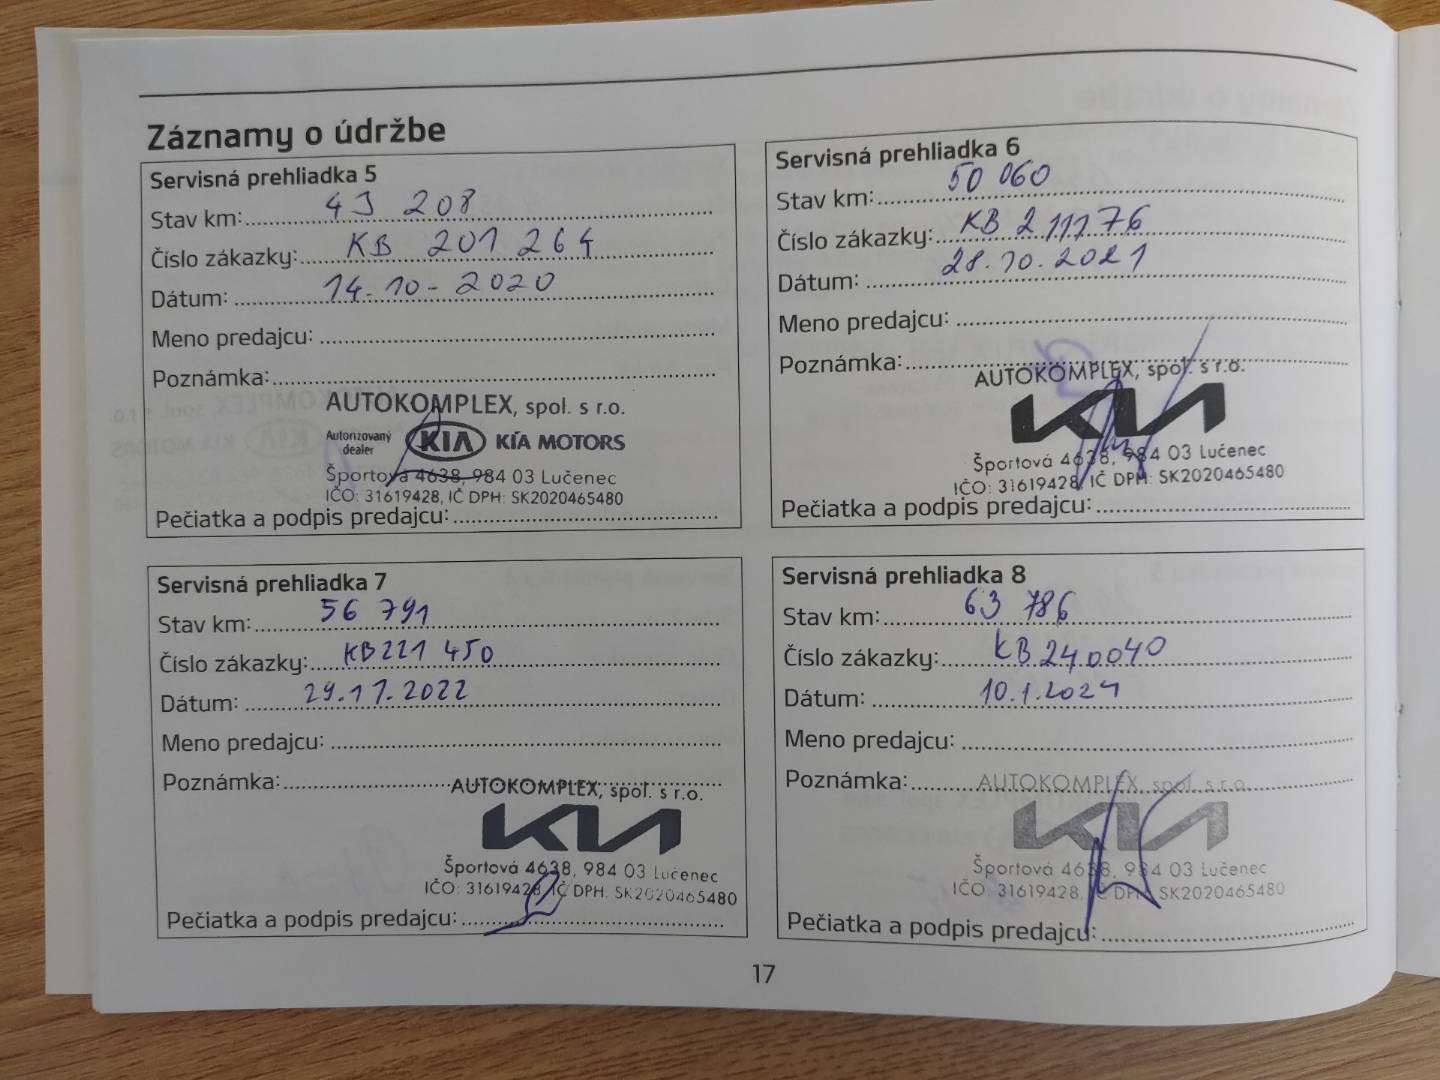 Záznamy o údržbe
Servisná prehliadka 5
Stav km: 43 208
Číslo zákazky: KB 201 264
Dátum: 14-10-2020
Meno predajcu:
Poznámka:
AUTOKOMPLEX, spol. s r.o.
Autorizovaný dealer KIA KIA MOTORS
Športová 4638, 984 03 Lučenec
IČO: 31619428, IČ DPH: SK2020465480
Pečiatka a podpis predajcu:
Servisná prehliadka 6
Stav km: 50 060
Číslo zákazky: KB 211176
Dátum: 28.10.2021
Meno predajcu:
Poznámka:
AUTOKOMPLEX, spol. s r.o.
KIA
Športová 4638, 984 03 Lučenec
IČO: 31619428, IČ DPH: SK2020465480
Pečiatka a podpis predajcu:
Servisná prehliadka 7
Stav km: 56 791
Číslo zákazky: KB221 450
Dátum: 29.11.2022
Meno predajcu:
Poznámka:
AUTOKOMPLEX, spol. s r.o.
KIA
Športová 4638, 984 03 Lučenec
IČO: 31619428, IČ DPH: SK2020465480
Pečiatka a podpis predajcu:
Servisná prehliadka 8
Stav km: 63 786
Číslo zákazky: KB240040
Dátum: 10.1.2024
Meno predajcu:
Poznámka:
AUTOKOMPLEX, spol. s r.o.
KIA
Športová 4638, 984 03 Lučenec
IČO: 31619428, IČ DPH: SK2020465480
Pečiatka a podpis predajcu:
17